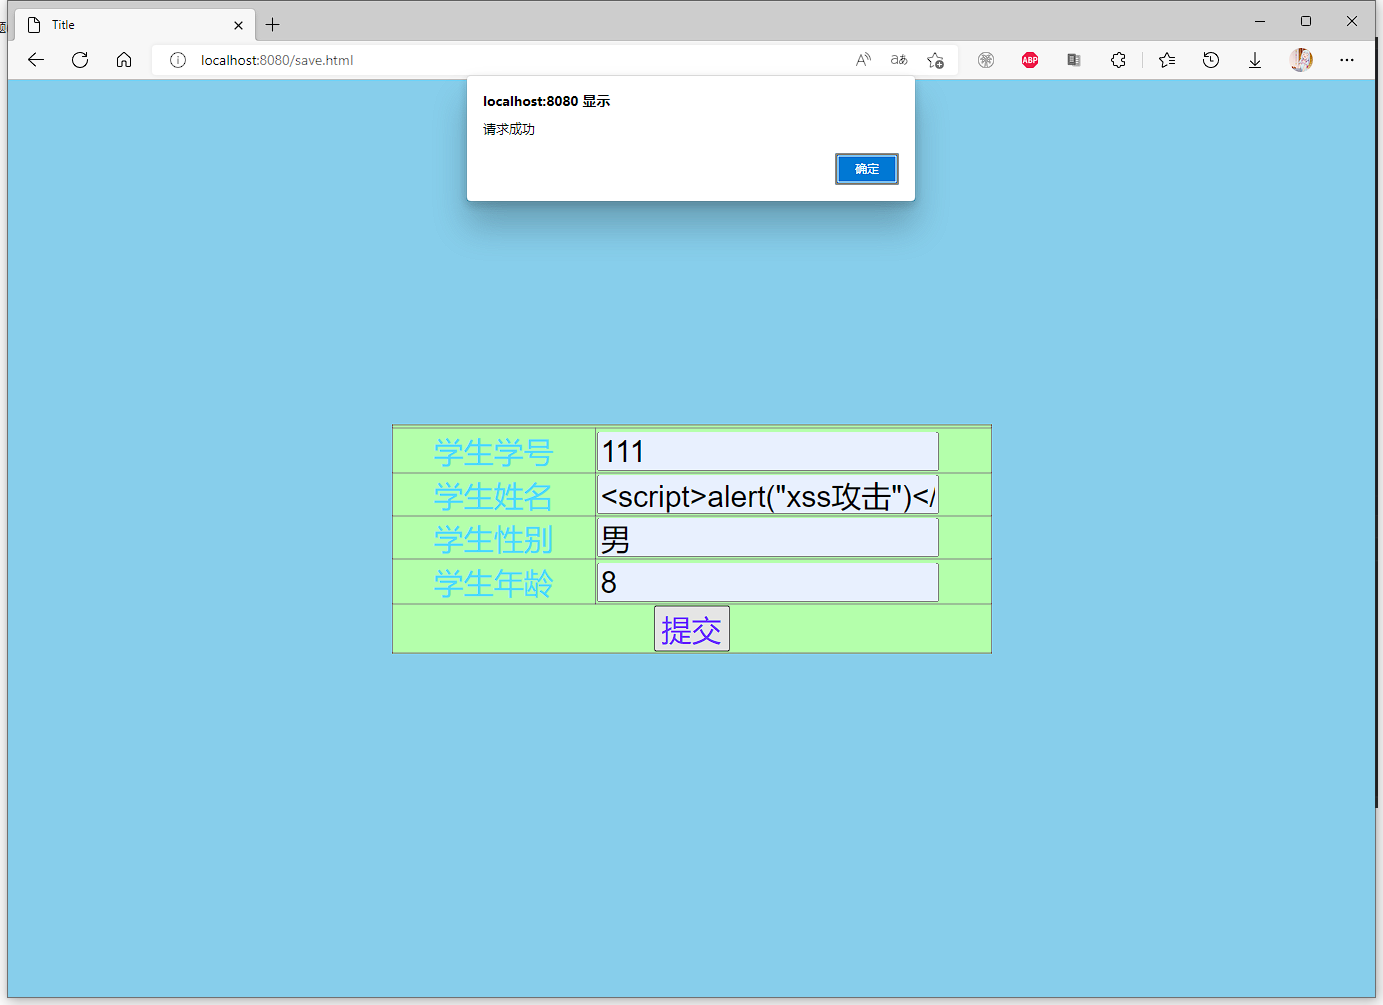 Title
localhost:8080/save.html
localhost:8080 显示
请求成功
确定
学生学号 111
学生姓名 <script>alert("xss攻击")</
学生性别 男
学生年龄 8
提交